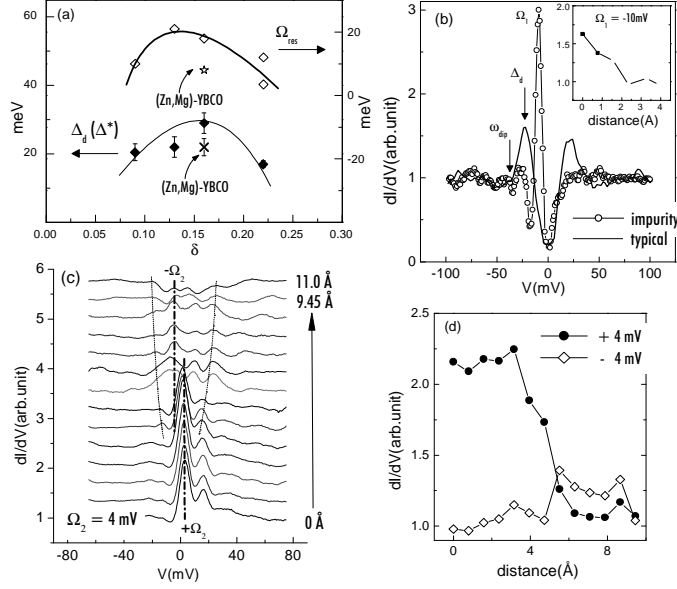 (a)
Ω_res
(Zn,Mg)-YBCO
Δ_d (Δ*)
(Zn,Mg)-YBCO
meV
60
40
20
0
20
10
0
-10
-20
meV
0.00 0.05 0.10 0.15 0.20 0.25 0.30
δ
(b)
Ω_1
Δ_d
ω_dip
Ω_1 = -10mV
2.0
1.5
1.0
0 1 2 3 4
distance(A)
dI/dV(arb.unit)
3
2
1
0
impurity
typical
-100 -50 0 50 100
V(mV)
(c)
-Ω_2
11.0 Å
9.45 Å
0 Å
dI/dV(arb.unit)
6
5
4
3
2
1
Ω_2 = 4 mV
+Ω_2
-80 -40 0 40 80
V(mV)
(d)
+ 4 mV
- 4 mV
dI/dV(arb.unit)
2.5
2.0
1.5
1.0
0 4 8
distance(Å)